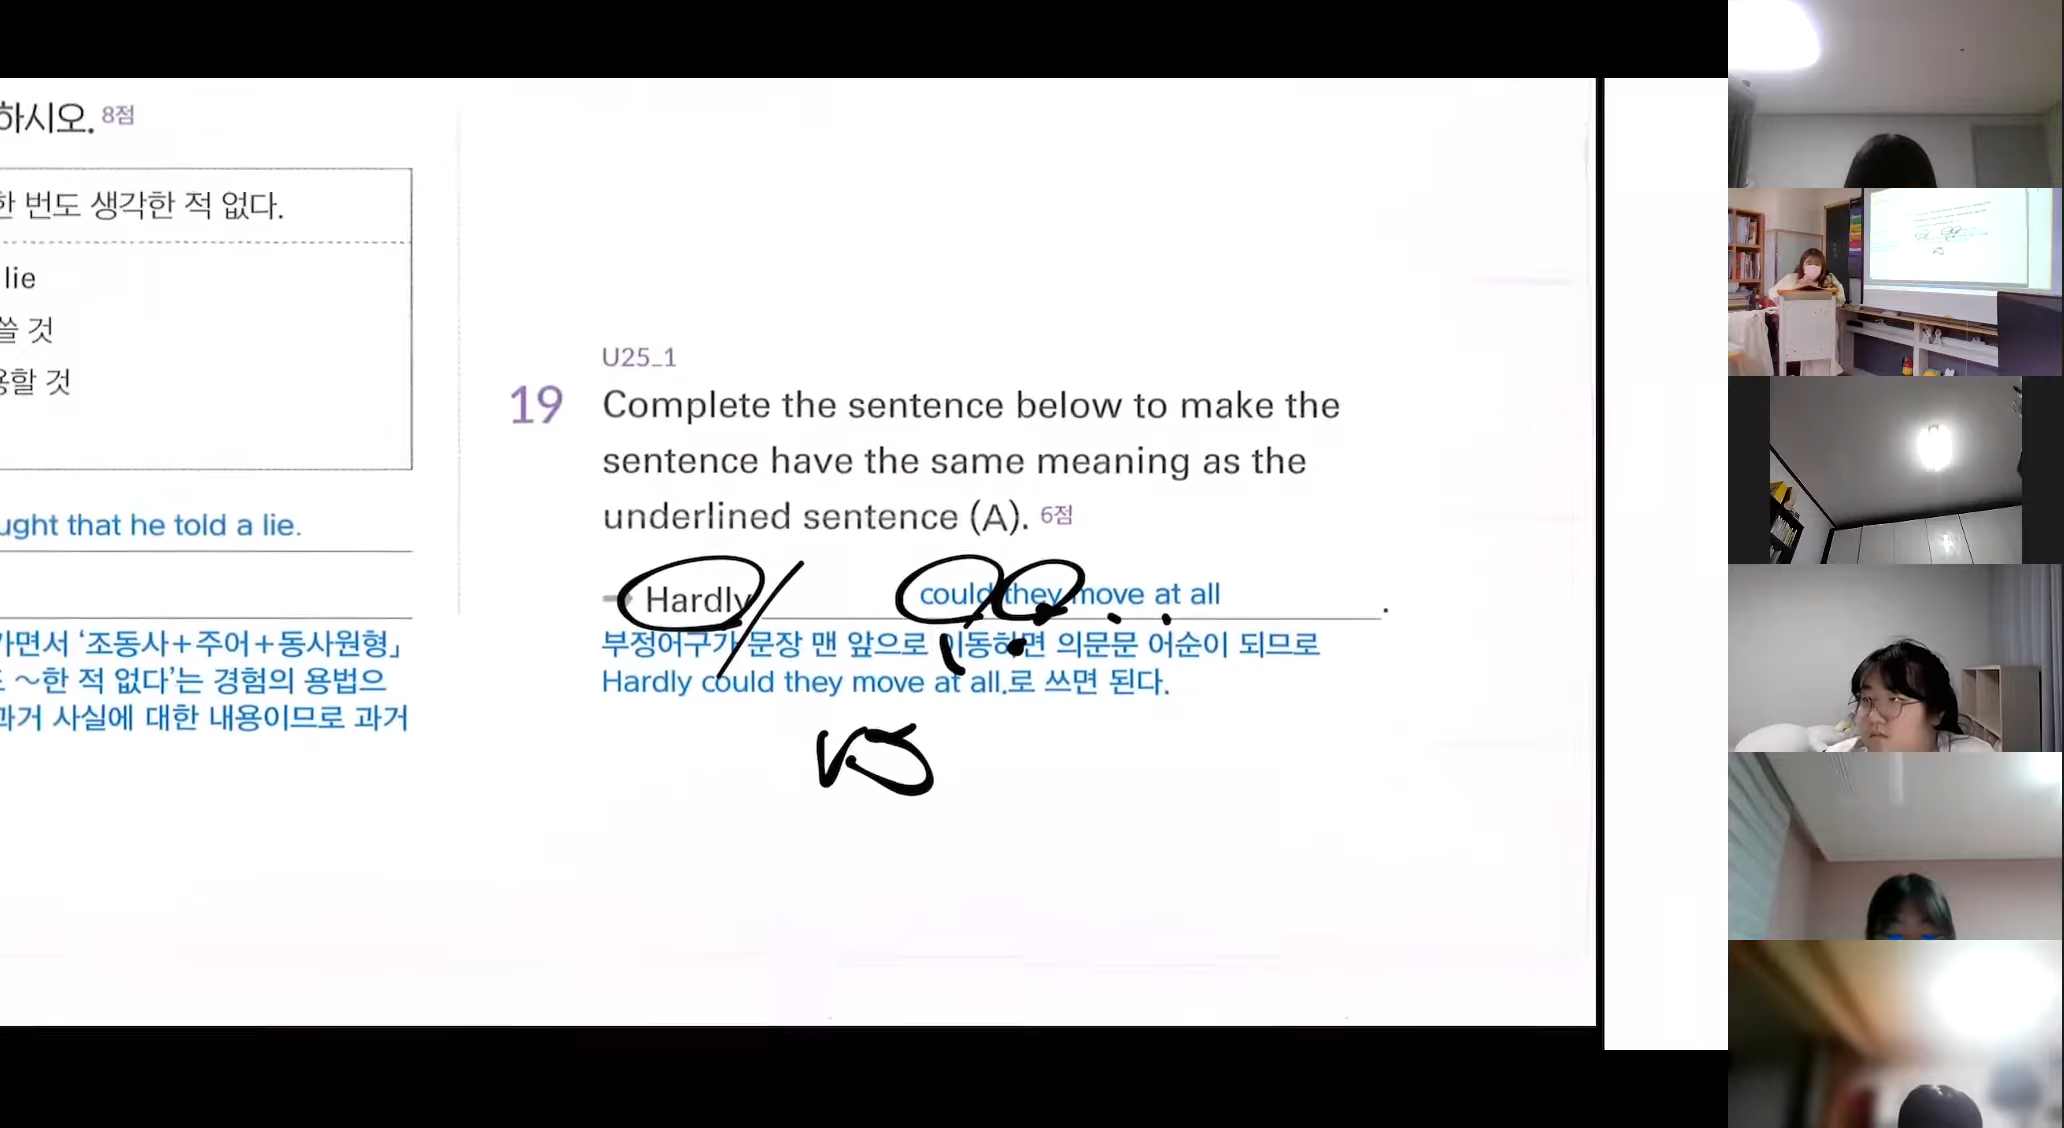 하시오. 8점
한 번도 생각한 적 없다.
lie
쓸 것
용할 것
ught that he told a lie.
가면서 ‘조동사+주어+동사원형」
~한 적 없다’는 경험의 용법으
과거 사실에 대한 내용이므로 과거
U25_1
19 Complete the sentence below to make the
sentence have the same meaning as the
underlined sentence (A). 6점
Hardly could they move at all .
부정어구가 문장 맨 앞으로 이동하면 의문문 어순이 되므로
Hardly could they move at all.로 쓰면 된다.
VS